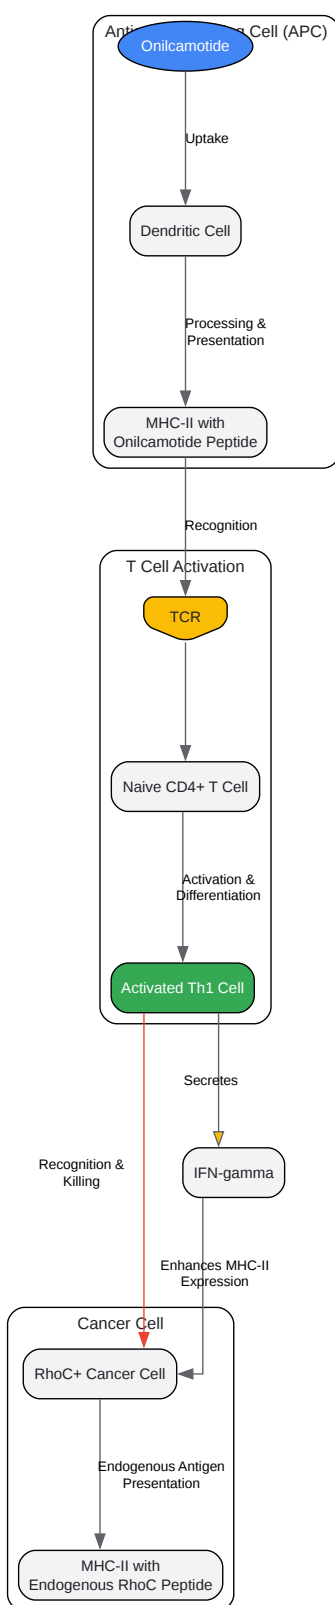 Anti g Cell (APC)
Onilcamotide
Uptake
Dendritic Cell
Processing &
Presentation
MHC-II with
Onilcamotide Peptide
Recognition
T Cell Activation
TCR
Naive CD4+ T Cell
Activation &
Differentiation
Activated Th1 Cell
Secretes
IFN-gamma
Recognition &
Killing
Enhances MHC-II
Expression
Cancer Cell
RhoC+ Cancer Cell
Endogenous Antigen
Presentation
MHC-II with
Endogenous RhoC Peptide